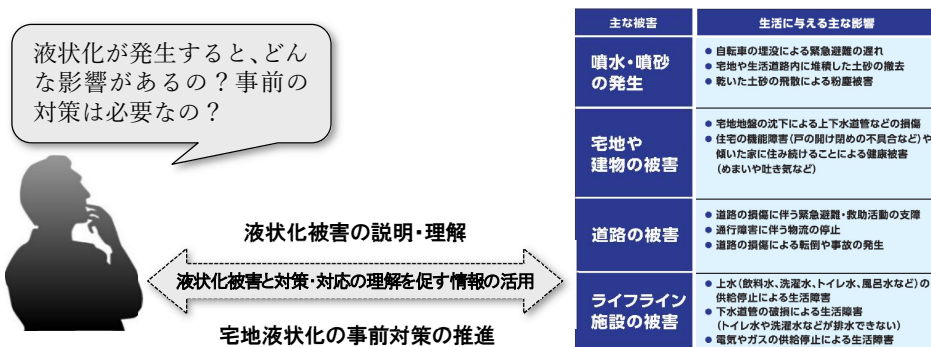 液状化が発生すると、どん
な影響があるの？事前の
対策は必要なの？
液状化被害の説明・理解
液状化被害と対策・対応の理解を促す情報の活用
宅地液状化の事前対策の推進
主な被害
生活に与える主な影響
噴水・噴砂
の発生
● 自転車の埋没による緊急避難の遅れ
● 宅地や生活道路内に堆積した土砂の撤去
● 乾いた土砂の飛散による粉塵被害
宅地や
建物の被害
● 宅地地盤の沈下による上下水道管などの損傷
● 住宅の機能障害(戸の開け閉めの不具合など)や
傾いた家に住み続けることによる健康被害
(めまいや吐き気など)
道路の被害
● 道路の損傷に伴う緊急避難・救助活動の支障
● 通行障害に伴う物流の停止
● 道路の損傷による転倒や事故の発生
ライフライン
施設の被害
● 上水(飲料水、洗濯水、トイレ水、風呂水など)の
供給停止による生活障害
● 下水道管の破損による生活障害
(トイレ水や洗濯水などが排水できない)
● 電気やガスの供給停止による生活障害